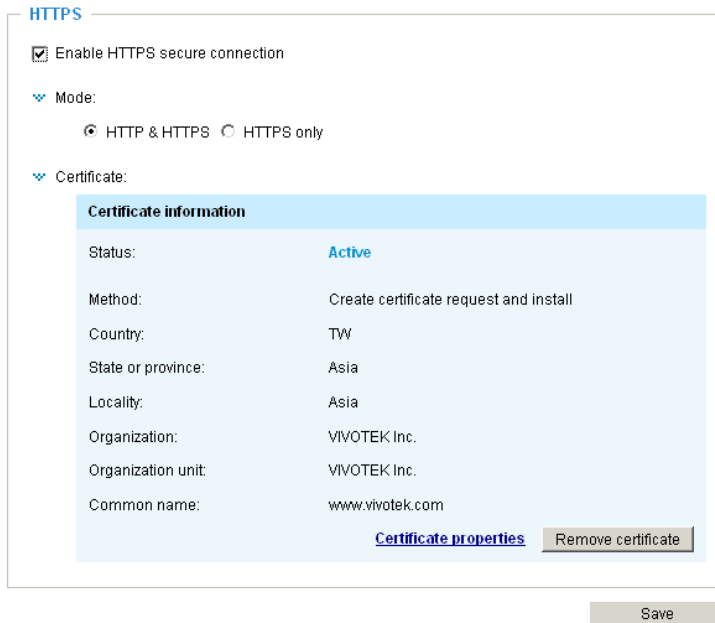 HTTPS
Enable HTTPS secure connection
Mode:
HTTP & HTTPS HTTPS only
Certificate:
Certificate information
Status: Active
Method: Create certificate request and install
Country: TW
State or province: Asia
Locality: Asia
Organization: VIVOTEK Inc.
Organization unit: VIVOTEK Inc.
Common name: www.vivotek.com
Certificate properties Remove certificate
Save